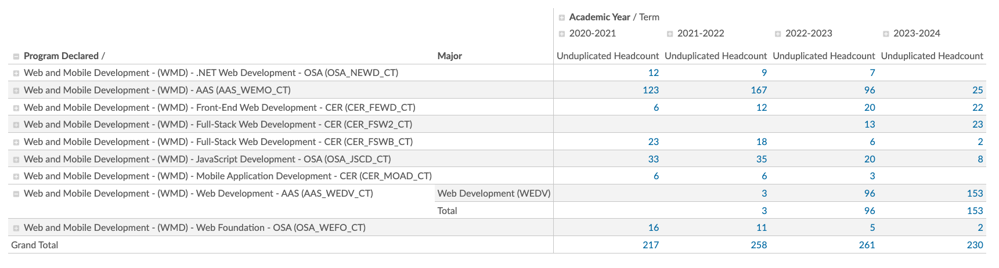 Academic Year / Term
2020-2021 2021-2022 2022-2023 2023-2024
Program Declared / Major Unduplicated Headcount Unduplicated Headcount Unduplicated Headcount Unduplicated Headcount
Web and Mobile Development - (WMD) - .NET Web Development - OSA (OSA_NEWD_CT) 12 9 7
Web and Mobile Development - (WMD) - AAS (AAS_WEMO_CT) 123 167 96 25
Web and Mobile Development - (WMD) - Front-End Web Development - CER (CER_FEWD_CT) 6 12 20 22
Web and Mobile Development - (WMD) - Full-Stack Web Development - CER (CER_FSW2_CT) 13 23
Web and Mobile Development - (WMD) - Full-Stack Web Development - CER (CER_FSWB_CT) 23 18 6 2
Web and Mobile Development - (WMD) - JavaScript Development - OSA (OSA_JSCD_CT) 33 35 20 8
Web and Mobile Development - (WMD) - Mobile Application Development - CER (CER_MOAD_CT) 6 6 3
Web and Mobile Development - (WMD) - Web Development - AAS (AAS_WEDV_CT) Web Development (WEDV) 3 96 153
Total 3 96 153
Web and Mobile Development - (WMD) - Web Foundation - OSA (OSA_WEFO_CT) 16 11 5 2
Grand Total 217 258 261 230